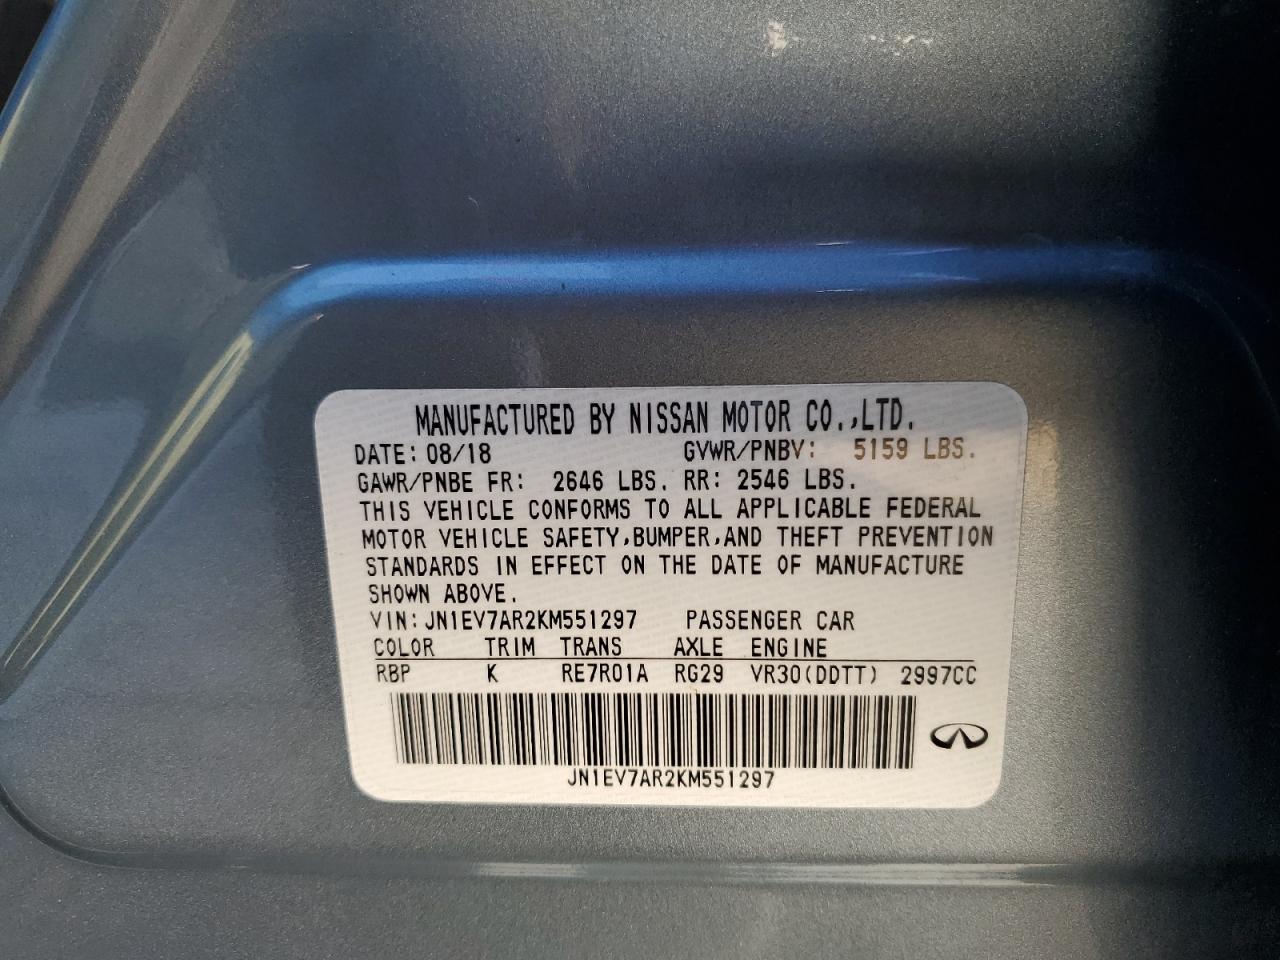 MANUFACTURED BY NISSAN MOTOR CO.,LTD.
DATE: 08/18 GVWR/PNBV: 5159 LBS.
GAWR/PNBE FR: 2646 LBS. RR: 2546 LBS.
THIS VEHICLE CONFORMS TO ALL APPLICABLE FEDERAL
MOTOR VEHICLE SAFETY,BUMPER,AND THEFT PREVENTION
STANDARDS IN EFFECT ON THE DATE OF MANUFACTURE
SHOWN ABOVE.
VIN: JN1EV7AR2KM551297 PASSENGER CAR
COLOR TRIM TRANS AXLE ENGINE
RBP K RE7R01A RG29 VR30(DDTT) 2997CC
JN1EV7AR2KM551297